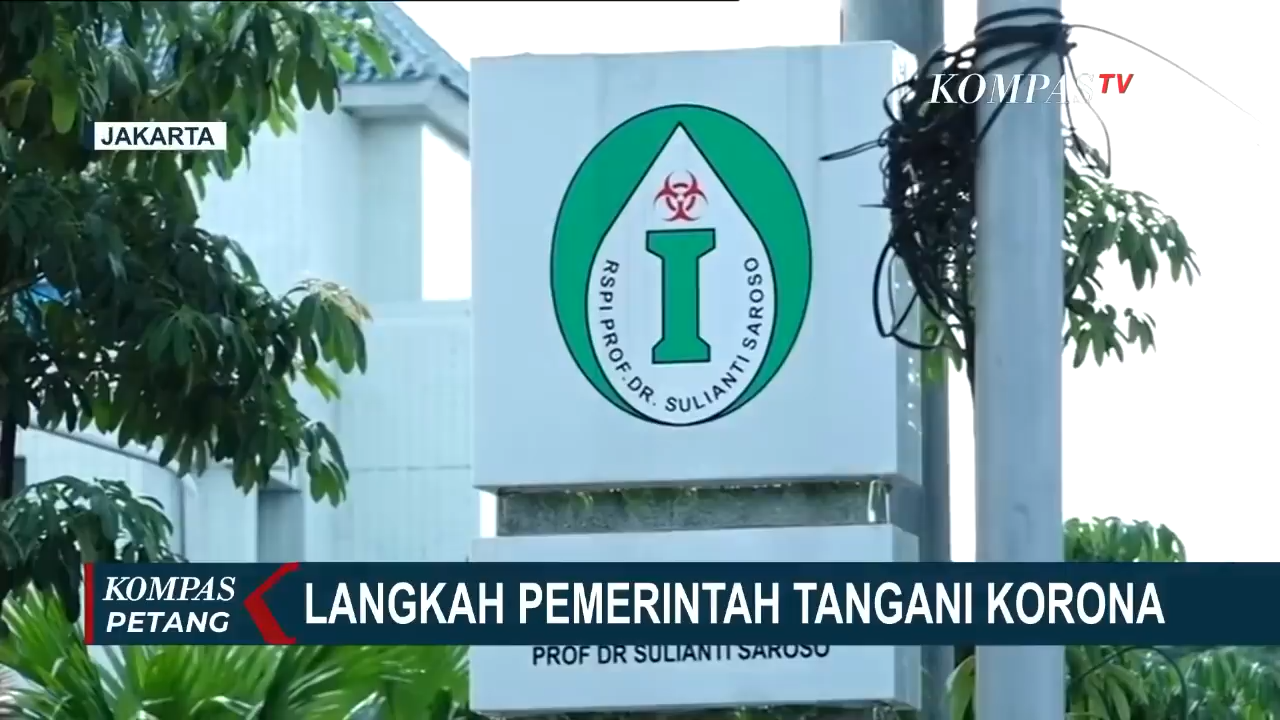 KOMPAS TV
JAKARTA
I
RSPI PROF.DR. SULIANTI SAROSO
KOMPAS
PETANG
LANGKAH PEMERINTAH TANGANI KORONA
PROF DR SULIANTI SAROSO